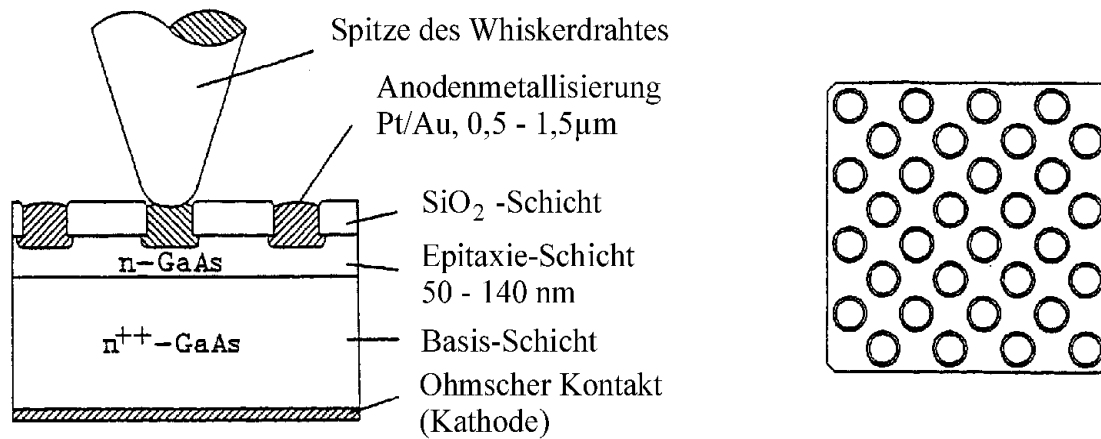 Spitze des Whiskerdrahtes
Anodenmetallisierung
Pt/Au, 0,5 - 1,5µm
SiO₂ -Schicht
n-GaAs
Epitaxie-Schicht
50 - 140 nm
n⁺⁺-GaAs
Basis-Schicht
Ohmscher Kontakt
(Kathode)